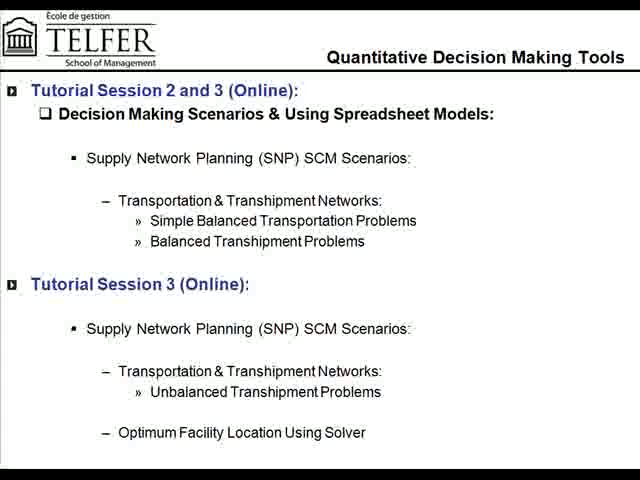 École de gestion
TELFER
School of Management
Quantitative Decision Making Tools
Tutorial Session 2 and 3 (Online):
Decision Making Scenarios & Using Spreadsheet Models:
Supply Network Planning (SNP) SCM Scenarios:
– Transportation & Transhipment Networks:
» Simple Balanced Transportation Problems
» Balanced Transhipment Problems
Tutorial Session 3 (Online):
Supply Network Planning (SNP) SCM Scenarios:
– Transportation & Transhipment Networks:
» Unbalanced Transhipment Problems
– Optimum Facility Location Using Solver